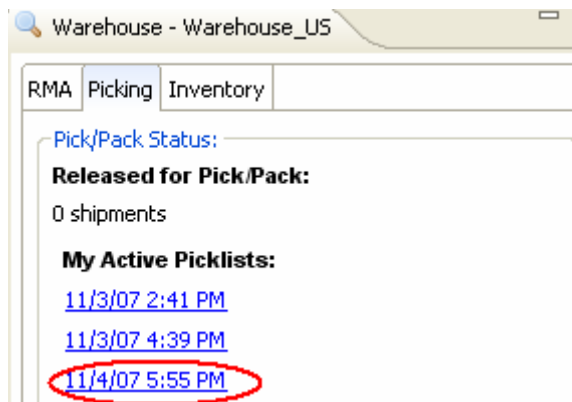 Warehouse - Warehouse_US
RMA Picking Inventory
Pick/Pack Status:
Released for Pick/Pack:
0 shipments
My Active Picklists:
11/3/07 2:41 PM
11/3/07 4:39 PM
11/4/07 5:55 PM